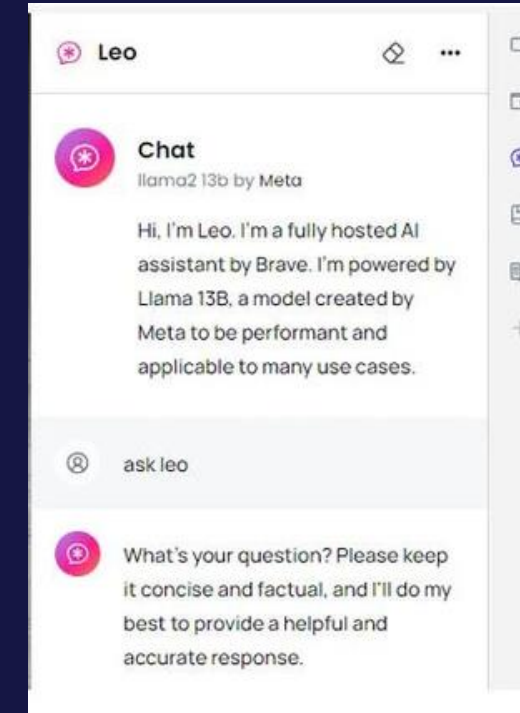 Leo
Chat
llama2 13b by Meta
Hi, I'm Leo. I'm a fully hosted AI
assistant by Brave. I'm powered by
Llama 13B, a model created by
Meta to be performant and
applicable to many use cases.
ask leo
What's your question? Please keep
it concise and factual, and I'll do my
best to provide a helpful and
accurate response.